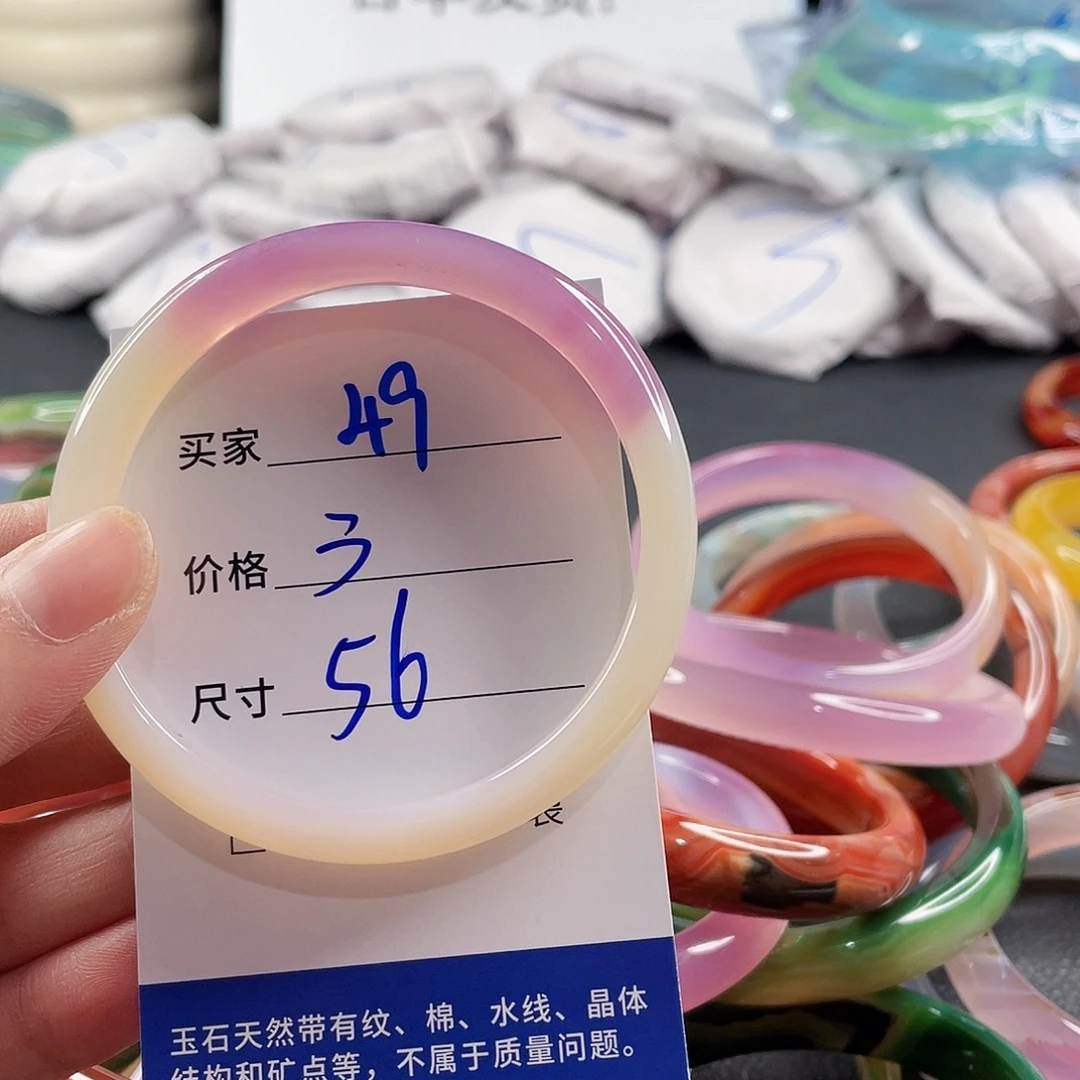 买家 49
价格 3
尺寸 56
玉石天然带有纹、棉、水线、晶体
结构和矿点等，不属于质量问题。